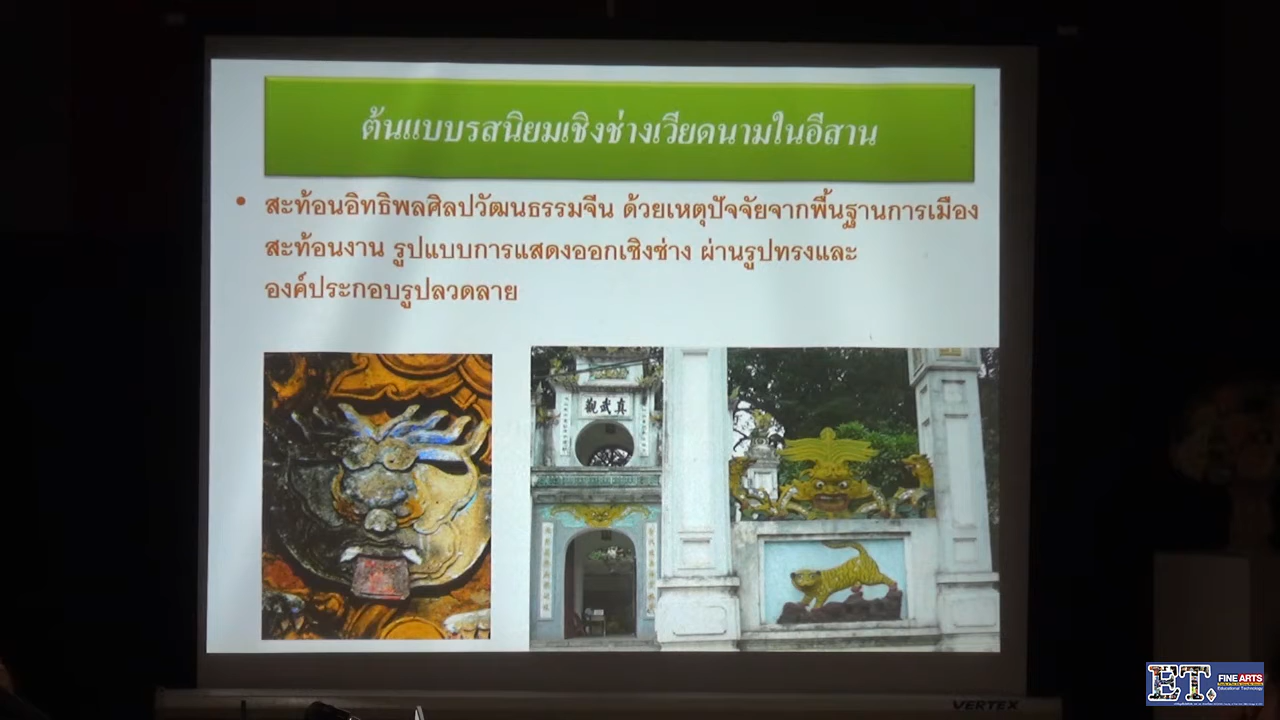 ต้นแบบรสนิยมเชิงช่างเวียดนามในอีสาน
• สะท้อนอิทธิพลศิลปวัฒนธรรมจีน ด้วยเหตุปัจจัยจากพื้นฐานการเมือง
สะท้อนงาน รูปแบบการแสดงออกเชิงช่าง ผ่านรูปทรงและ
องค์ประกอบรูปลวดลาย
觀武真
VERTEX
ET.
FINE ARTS
Educational Technology